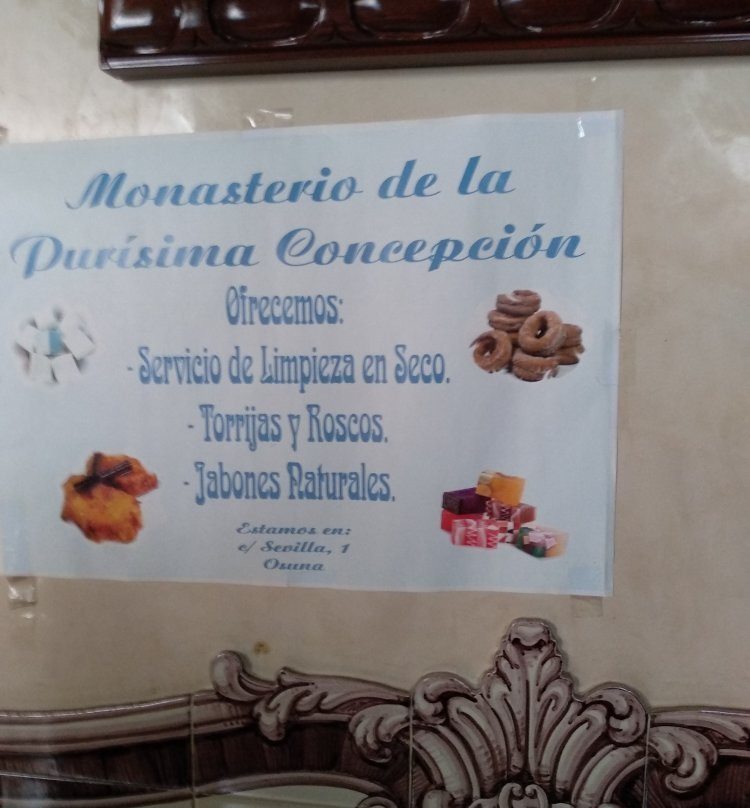 Monasterio de la
Purísima Concepción
Ofrecemos:
- Servicio de Limpieza en Seco.
- Torrijas y Roscos.
- Jabones Naturales.
Estamos en:
c/ Sevilla, 1
Osuna